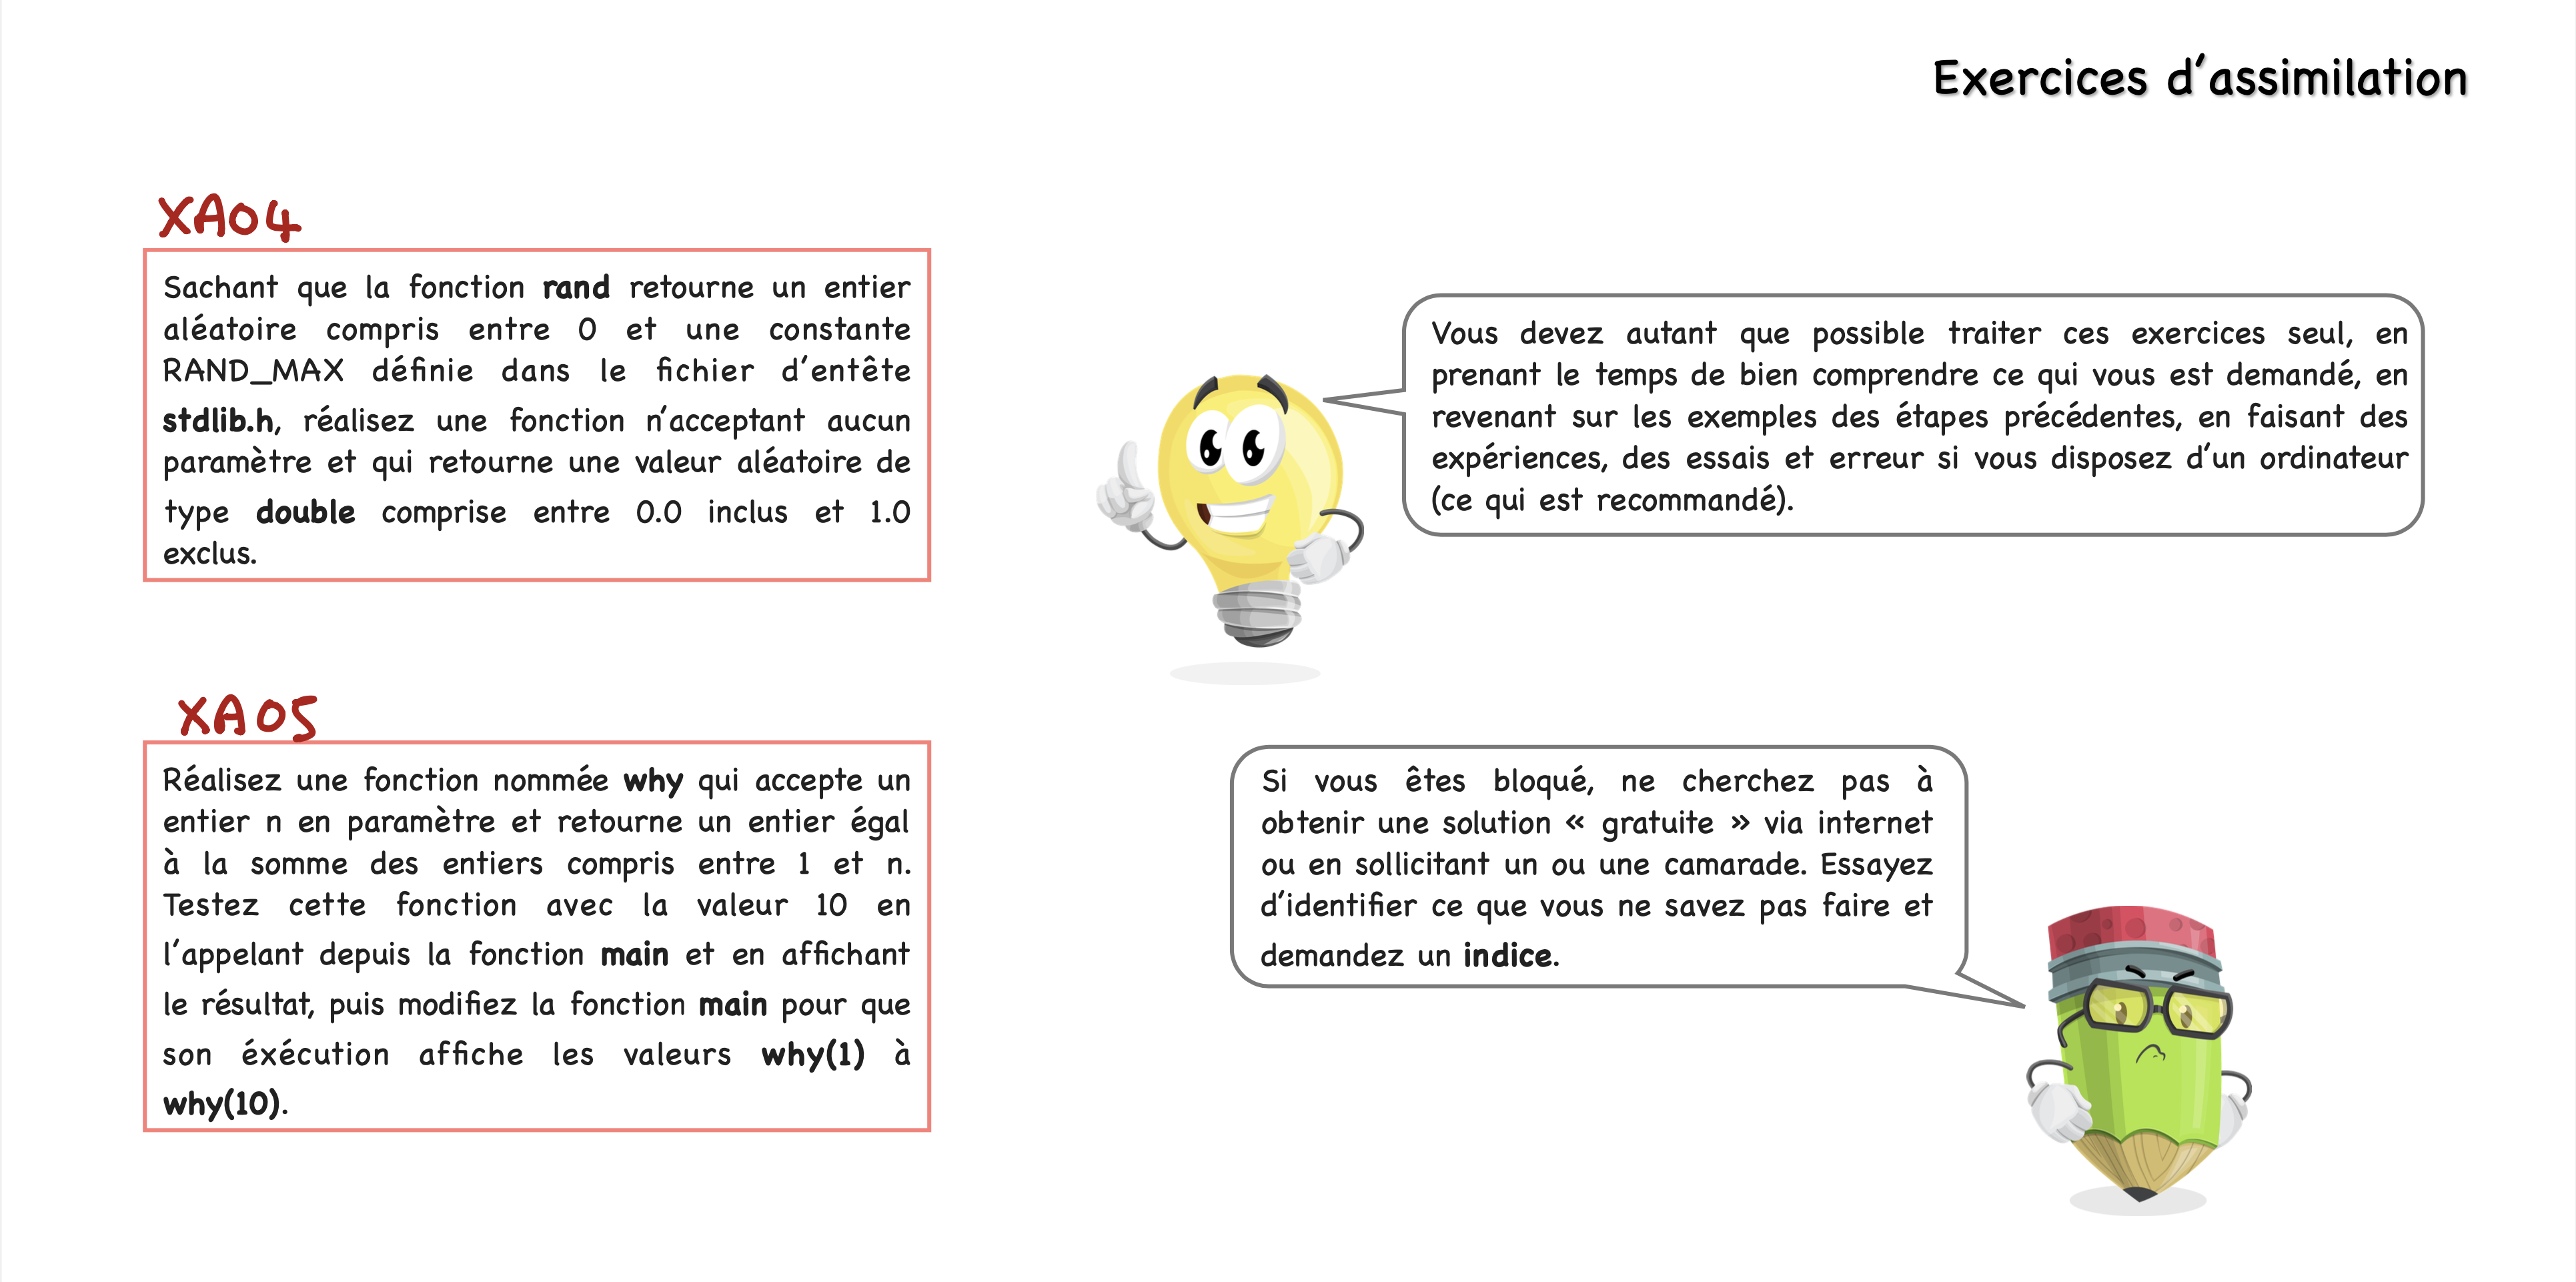 Exercices d'assimilation
XA04
Sachant que la fonction rand retourne un entier
aléatoire compris entre 0 et une constante
RAND_MAX définie dans le fichier d'entête
stdlib.h, réalisez une fonction n'acceptant aucun
paramètre et qui retourne une valeur aléatoire de
type double comprise entre 0.0 inclus et 1.0
exclus.
Vous devez autant que possible traiter ces exercices seul, en
prenant le temps de bien comprendre ce qui vous est demandé, en
revenant sur les exemples des étapes précédentes, en faisant des
expériences, des essais et erreur si vous disposez d'un ordinateur
(ce qui est recommandé).
XA05
Réalisez une fonction nommée why qui accepte un
entier n en paramètre et retourne un entier égal
à la somme des entiers compris entre 1 et n.
Testez cette fonction avec la valeur 10 en
l'appelant depuis la fonction main et en affichant
le résultat, puis modifiez la fonction main pour que
son éxécution affiche les valeurs why(1) à
why(10).
Si vous êtes bloqué, ne cherchez pas à
obtenir une solution « gratuite » via internet
ou en sollicitant un ou une camarade. Essayez
d'identifier ce que vous ne savez pas faire et
demandez un indice.